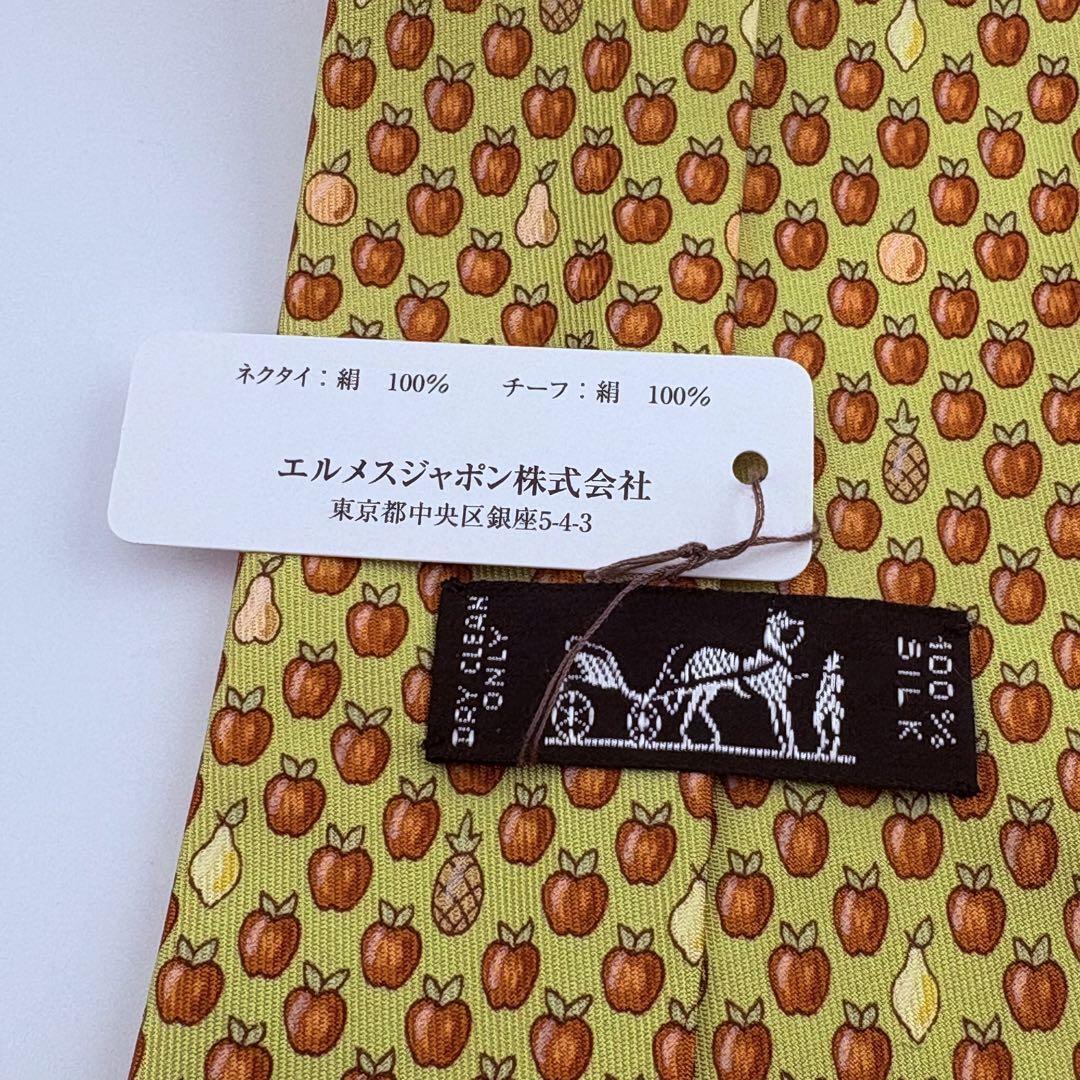 ネクタイ：絹　100%　　チーフ：絹　100%
エルメスジャポン株式会社
東京都中央区銀座5-4-3
DRY CLEAN
ONLY
100%
SILK